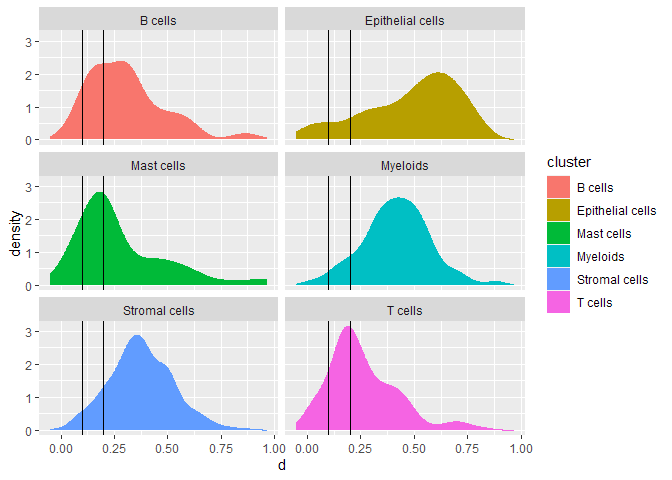 B cells
Epithelial cells
3
2
1
0
Mast cells
Myeloids
3
2
1
0
density
Stromal cells
T cells
3
2
1
0
0.00
0.25
0.50
0.75
1.00
0.00
0.25
0.50
0.75
1.00
d
cluster
B cells
Epithelial cells
Mast cells
Myeloids
Stromal cells
T cells